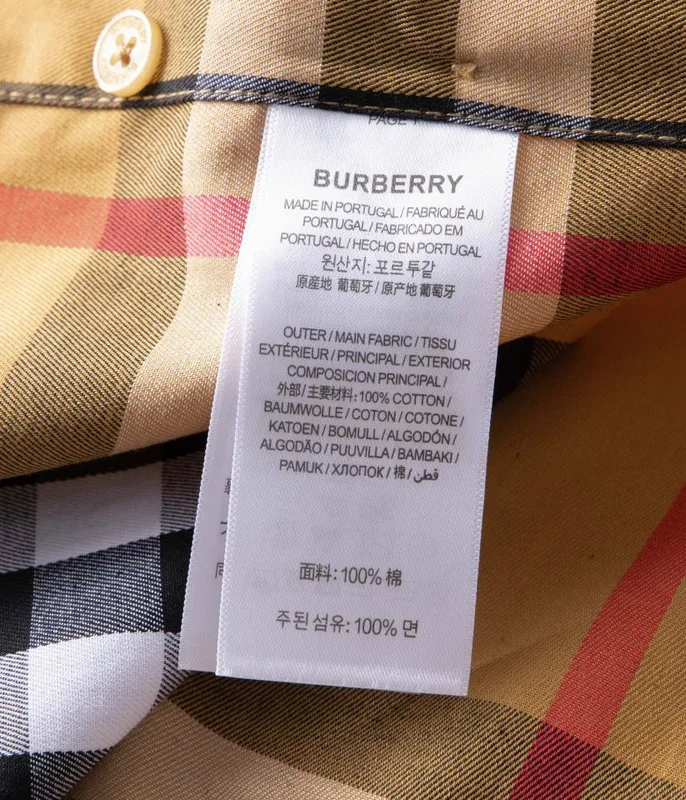 PAGE 1
BURBERRY
MADE IN PORTUGAL / FABRIQUÉ AU
PORTUGAL / FABRICADO EM
PORTUGAL / HECHO EN PORTUGAL
원산지: 포르투갈
原産地 葡萄牙 / 原产地 葡萄牙
OUTER / MAIN FABRIC / TISSU
EXTÉRIEUR / PRINCIPAL / EXTERIOR
COMPOSICION PRINCIPAL /
外部 / 主要材料: 100% COTTON /
BAUMWOLLE / COTON / COTONE /
KATOEN / BOMULL / ALGODÓN /
ALGODÃO / PUUVILLA / BAMBAKI /
PAMUK / ХЛОПОК / 棉 / قطن
面料: 100% 棉
주된 섬유: 100% 면